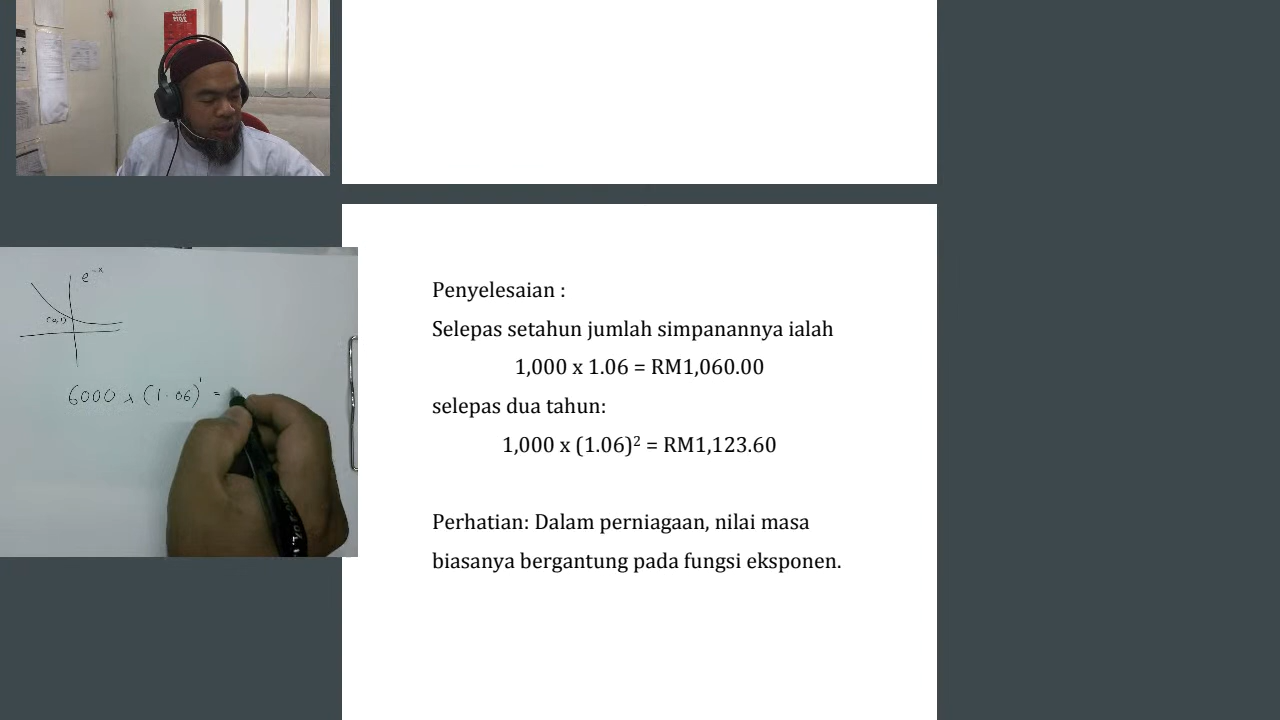 e⁻ˣ
(0,1)
6000 x (1.06)¹ =
Penyelesaian :
Selepas setahun jumlah simpanannya ialah
1,000 x 1.06 = RM1,060.00
selepas dua tahun:
1,000 x (1.06)² = RM1,123.60
Perhatian: Dalam perniagaan, nilai masa
biasanya bergantung pada fungsi eksponen.